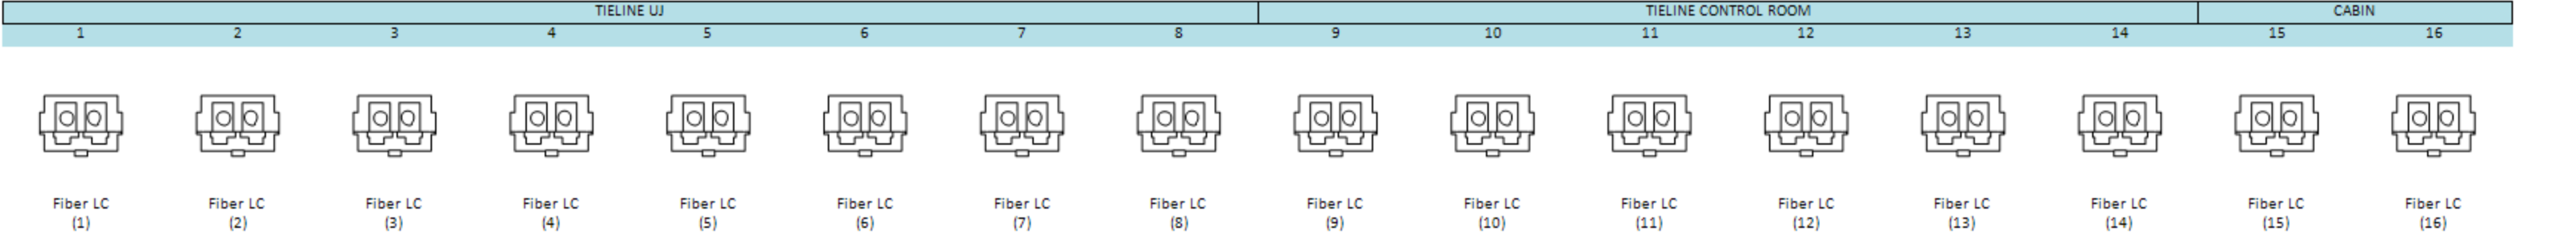 TIELINE UJ TIELINE CONTROL ROOM CABIN
1 2 3 4 5 6 7 8 9 10 11 12 13 14 15 16
Fiber LC Fiber LC Fiber LC Fiber LC Fiber LC Fiber LC Fiber LC Fiber LC Fiber LC Fiber LC Fiber LC Fiber LC Fiber LC Fiber LC Fiber LC Fiber LC
(1) (2) (3) (4) (5) (6) (7) (8) (9) (10) (11) (12) (13) (14) (15) (16)